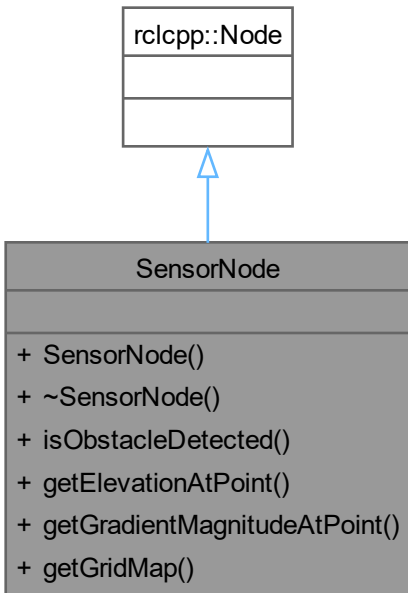 rclcpp::Node
SensorNode
+ SensorNode()
+ ~SensorNode()
+ isObstacleDetected()
+ getElevationAtPoint()
+ getGradientMagnitudeAtPoint()
+ getGridMap()